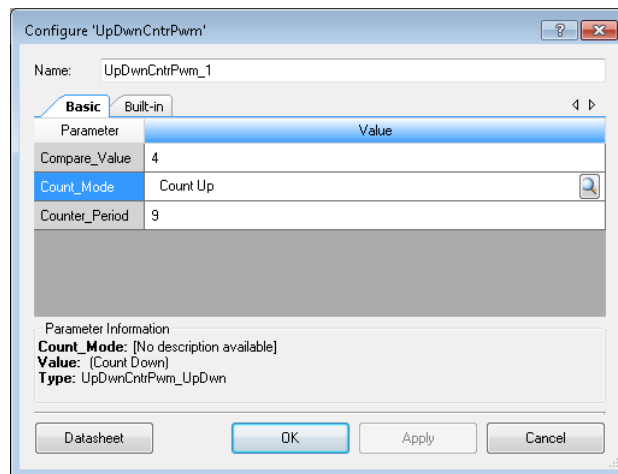 Configure 'UpDwnCntrPwm'
Name: UpDwnCntrPwm_1
Basic Built-in
Parameter Value
Compare_Value 4
Count_Mode Count Up
Counter_Period 9
Parameter Information
Count_Mode: [No description available]
Value: (Count Down)
Type: UpDwnCntrPwm_UpDwn
Datasheet OK Apply Cancel